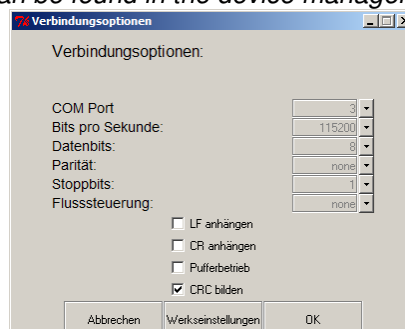 an be found in the device manager
Verbindungsoptionen
Verbindungsoptionen:
COM Port 3
Bits pro Sekunde: 115200
Datenbits: 8
Parität: none
Stoppbits: 1
Flusssteuerung: none
LF anhängen
CR anhängen
Pufferbetrieb
CRC bilden
Abbrechen Werkseinstellungen OK